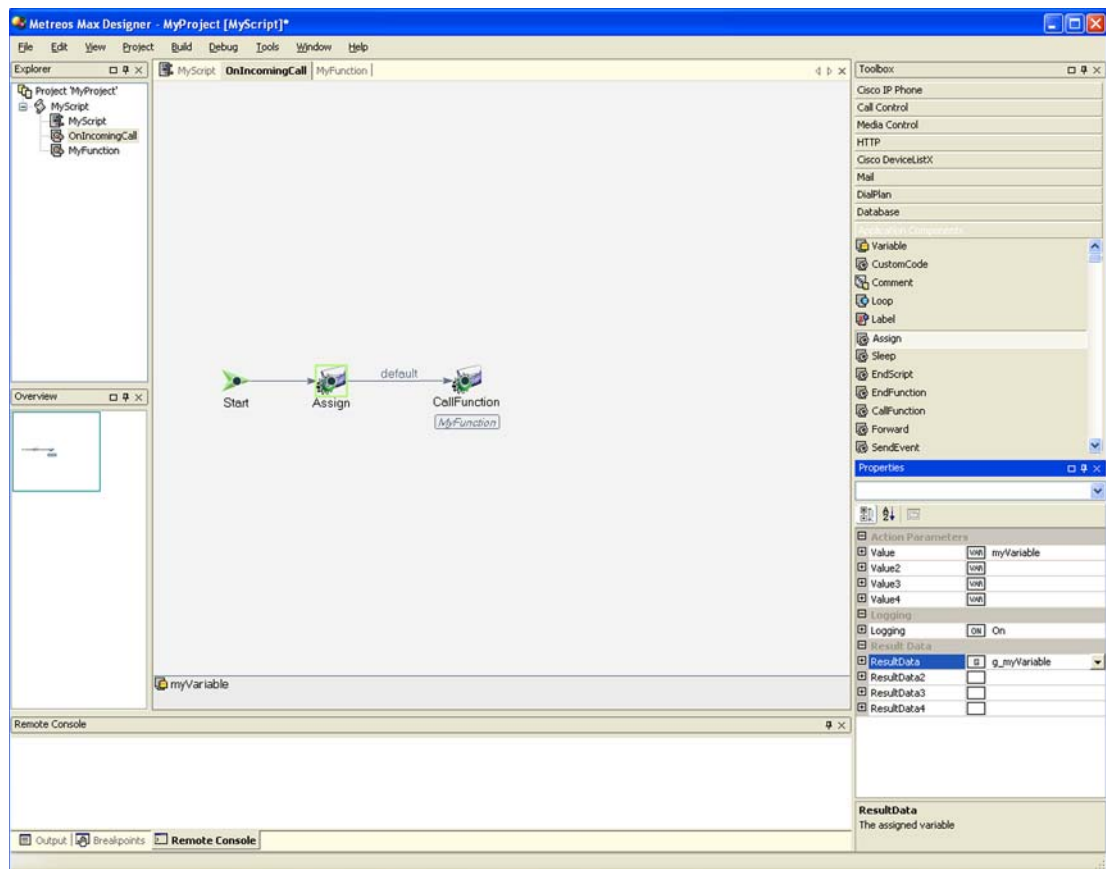 Metreos Max Designer - MyProject [MyScript]*
File Edit View Project Build Debug Tools Window Help
Explorer
Project 'MyProject'
MyScript
MyScript
OnIncomingCall
MyFunction
Overview
MyScript OnIncomingCall MyFunction
Start
Assign
default
CallFunction
MyFunction
myVariable
Toolbox
Cisco IP Phone
Call Control
Media Control
HTTP
Cisco DeviceListX
Mail
DialPlan
Database
Application Components
Variable
CustomCode
Comment
Loop
Label
Assign
Sleep
EndScript
EndFunction
CallFunction
Forward
SendEvent
Properties
Action Parameters
Value VAR myVariable
Value2 VAR
Value3 VAR
Value4 VAR
Logging
Logging ON On
Result Data
ResultData G g_myVariable
ResultData2
ResultData3
ResultData4
ResultData
The assigned variable
Remote Console
Output Breakpoints Remote Console